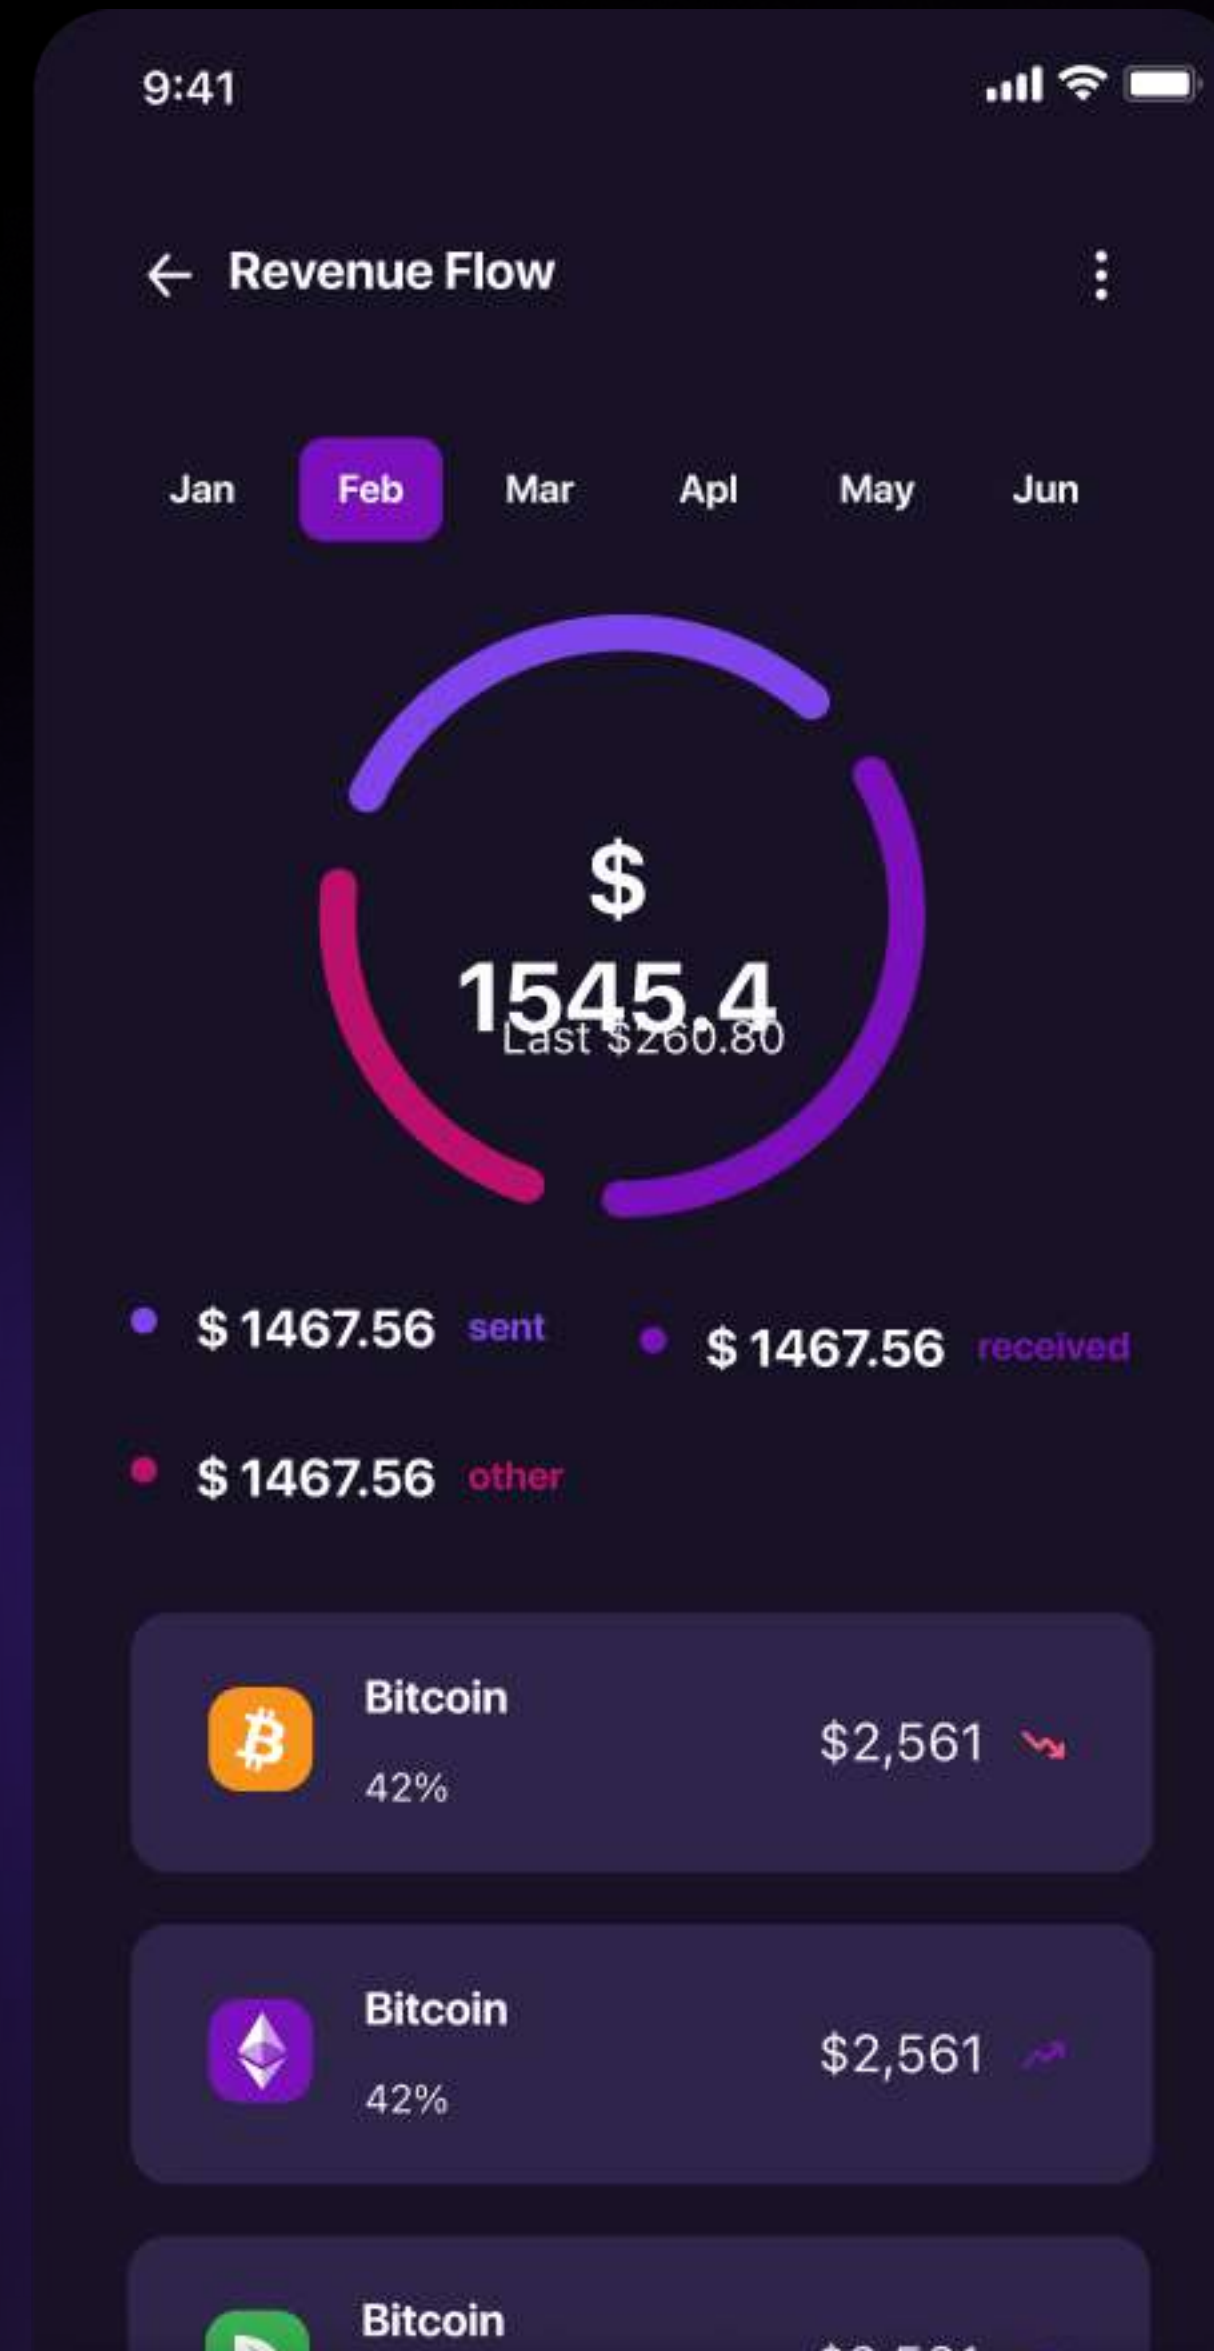 9:41
Revenue Flow
Jan Feb Mar Apl May Jun
$
1545.4
Last $260.80
$ 1467.56 sent
$ 1467.56 received
$ 1467.56 other
Bitcoin
$2,561
42%
Bitcoin
$2,561
42%
Bitcoin